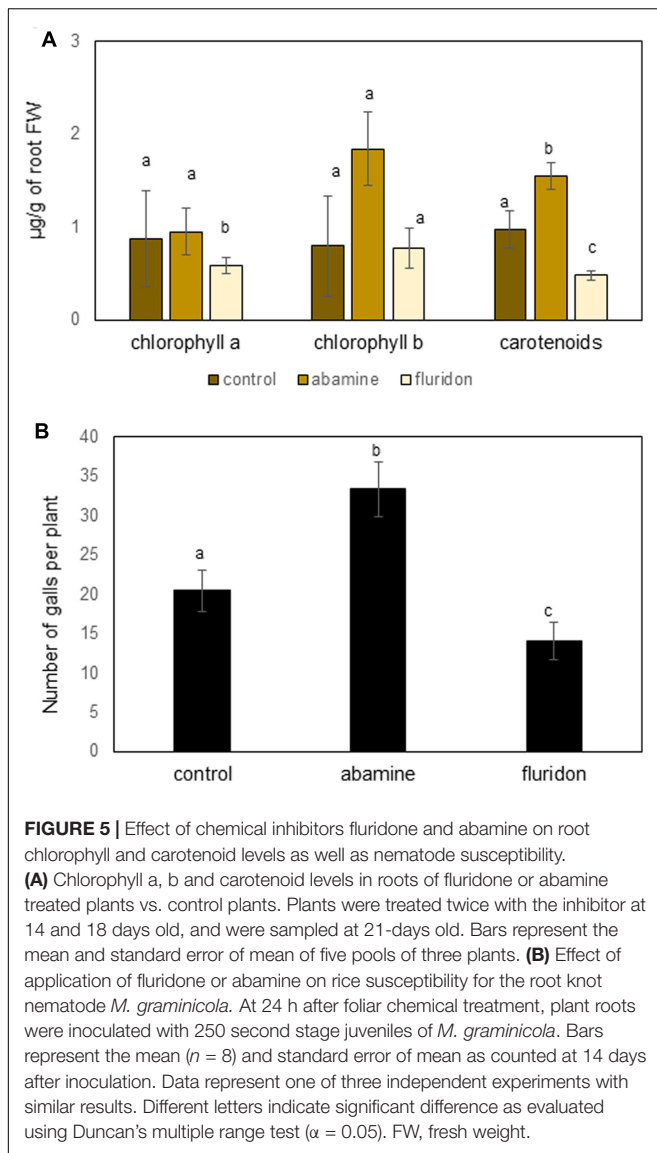 A
3
2
1
0
µg/g of root FW
a
a
b
a
a
a
a
b
c
chlorophyll a
chlorophyll b
carotenoids
control
abamine
fluridon
B
40
35
30
25
20
15
10
5
0
Number of galls per plant
a
b
c
control
abamine
fluridon
FIGURE 5 | Effect of chemical inhibitors fluridone and abamine on root
chlorophyll and carotenoid levels as well as nematode susceptibility.
(A) Chlorophyll a, b and carotenoid levels in roots of fluridone or abamine
treated plants vs. control plants. Plants were treated twice with the inhibitor at
14 and 18 days old, and were sampled at 21-days old. Bars represent the
mean and standard error of mean of five pools of three plants. (B) Effect of
application of fluridone or abamine on rice susceptibility for the root knot
nematode M. graminicola. At 24 h after foliar chemical treatment, plant roots
were inoculated with 250 second stage juveniles of M. graminicola. Bars
represent the mean (n = 8) and standard error of mean as counted at 14 days
after inoculation. Data represent one of three independent experiments with
similar results. Different letters indicate significant difference as evaluated
using Duncan's multiple range test (α = 0.05). FW, fresh weight.